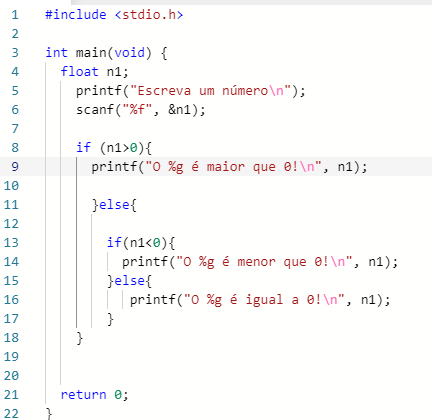 1 #include <stdio.h>
2
3 int main(void) {
4   float n1;
5     printf("Escreva um número\n");
6     scanf("%f", &n1);
7
8     if (n1>0){
9       printf("O %g é maior que 0!\n", n1);
10
11       }else{
12
13         if(n1<0){
14           printf("O %g é menor que 0!\n", n1);
15         }else{
16            printf("O %g é igual a 0!\n", n1);
17         }
18     }
19
20
21   return 0;
22 }